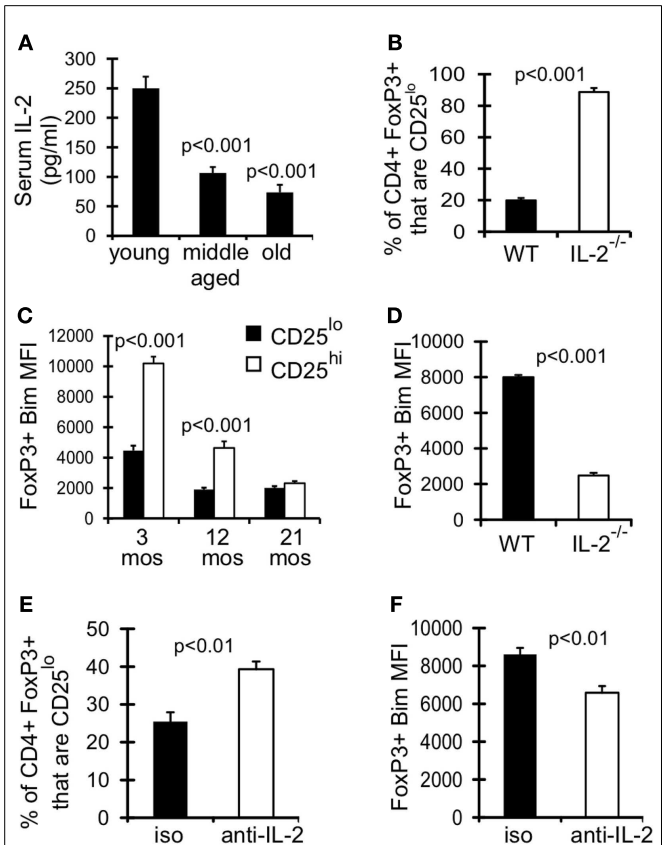 A
Serum IL-2
(pg/ml)
300
250
200
150
100
50
0
p<0.001
p<0.001
young
middle
aged
old
B
% of CD4+ FoxP3+
that are CD25lo
100
80
60
40
20
0
p<0.001
WT
IL-2-/-
C
FoxP3+ Bim MFI
12000
10000
8000
6000
4000
2000
0
p<0.001
p<0.001
CD25lo
CD25hi
3
mos
12
mos
21
mos
D
FoxP3+ Bim MFI
10000
8000
6000
4000
2000
0
p<0.001
WT
IL-2-/-
E
% of CD4+ FoxP3+
that are CD25lo
50
40
30
20
10
0
p<0.01
iso
anti-IL-2
F
FoxP3+ Bim MFI
10000
8000
6000
4000
2000
0
p<0.01
iso
anti-IL-2